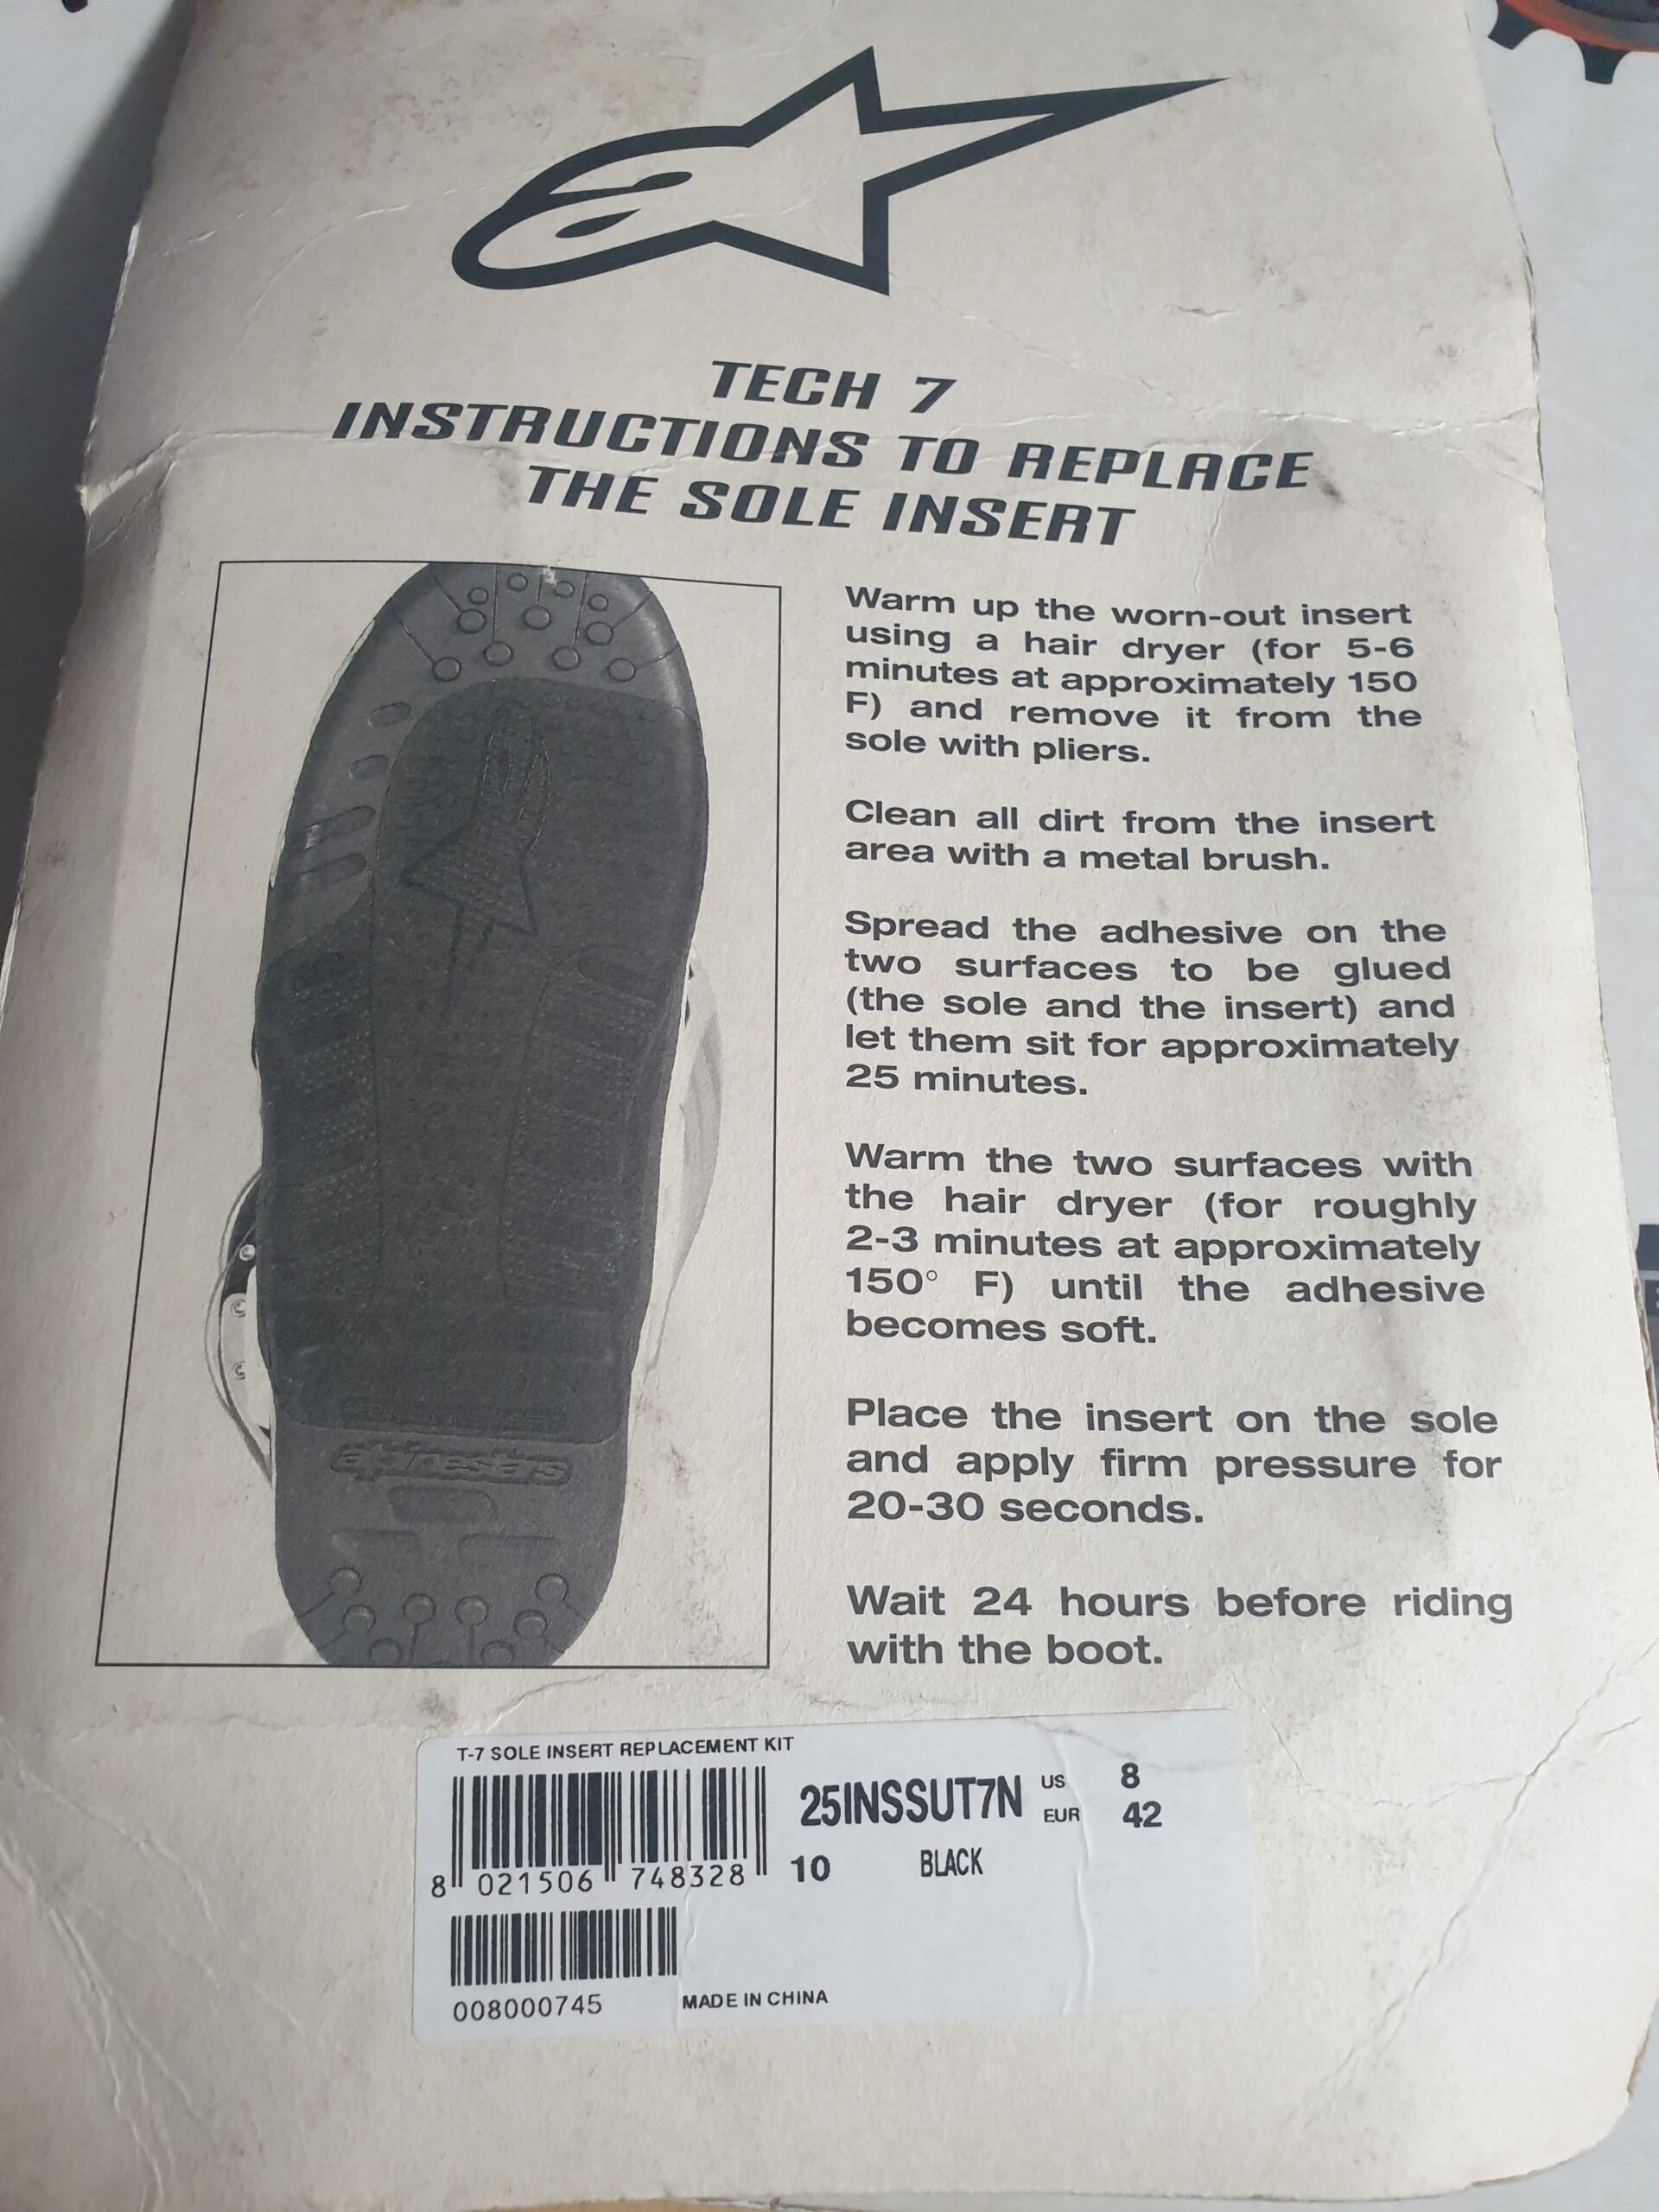 TECH 7
INSTRUCTIONS TO REPLACE
THE SOLE INSERT
Warm up the worn-out insert
using a hair dryer (for 5-6
minutes at approximately 150
F) and remove it from the
sole with pliers.
Clean all dirt from the insert
area with a metal brush.
Spread the adhesive on the
two surfaces to be glued
(the sole and the insert) and
let them sit for approximately
25 minutes.
Warm the two surfaces with
the hair dryer (for roughly
2-3 minutes at approximately
150° F) until the adhesive
becomes soft.
Place the insert on the sole
and apply firm pressure for
20-30 seconds.
Wait 24 hours before riding
with the boot.
alpinestars
T-7 SOLE INSERT REPLACEMENT KIT
25INSSUT7N US 8
EUR 42
8 021506 748328 10 BLACK
008000745 MADE IN CHINA